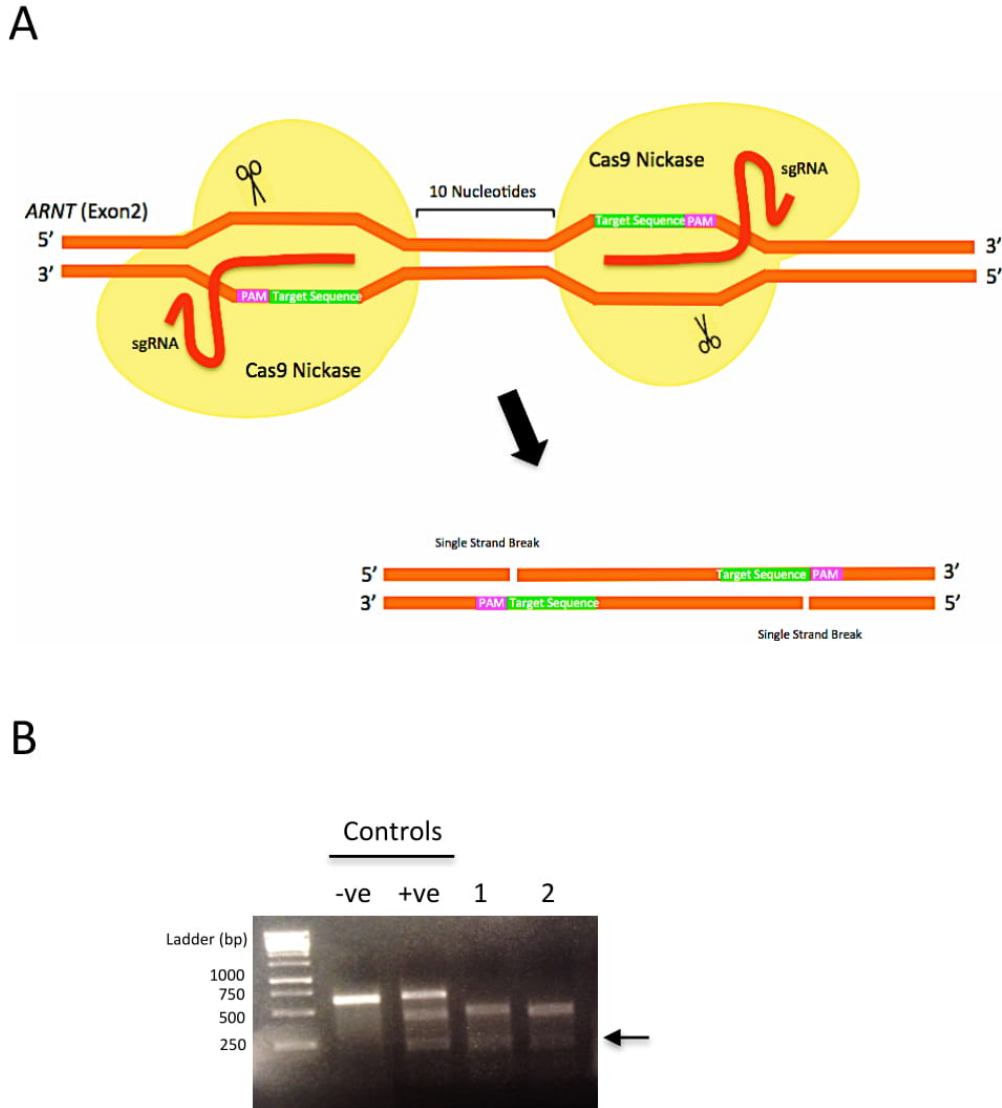 A
Cas9 Nickase
sgRNA
10 Nucleotides
ARNT (Exon2)
5’
3’
Target Sequence PAM
3’
5’
PAM Target Sequence
sgRNA
Cas9 Nickase
Single Strand Break
5’
Target Sequence PAM
3’
3’
PAM Target Sequence
5’
Single Strand Break
B
Controls
-ve +ve 1 2
Ladder (bp)
1000
750
500
250